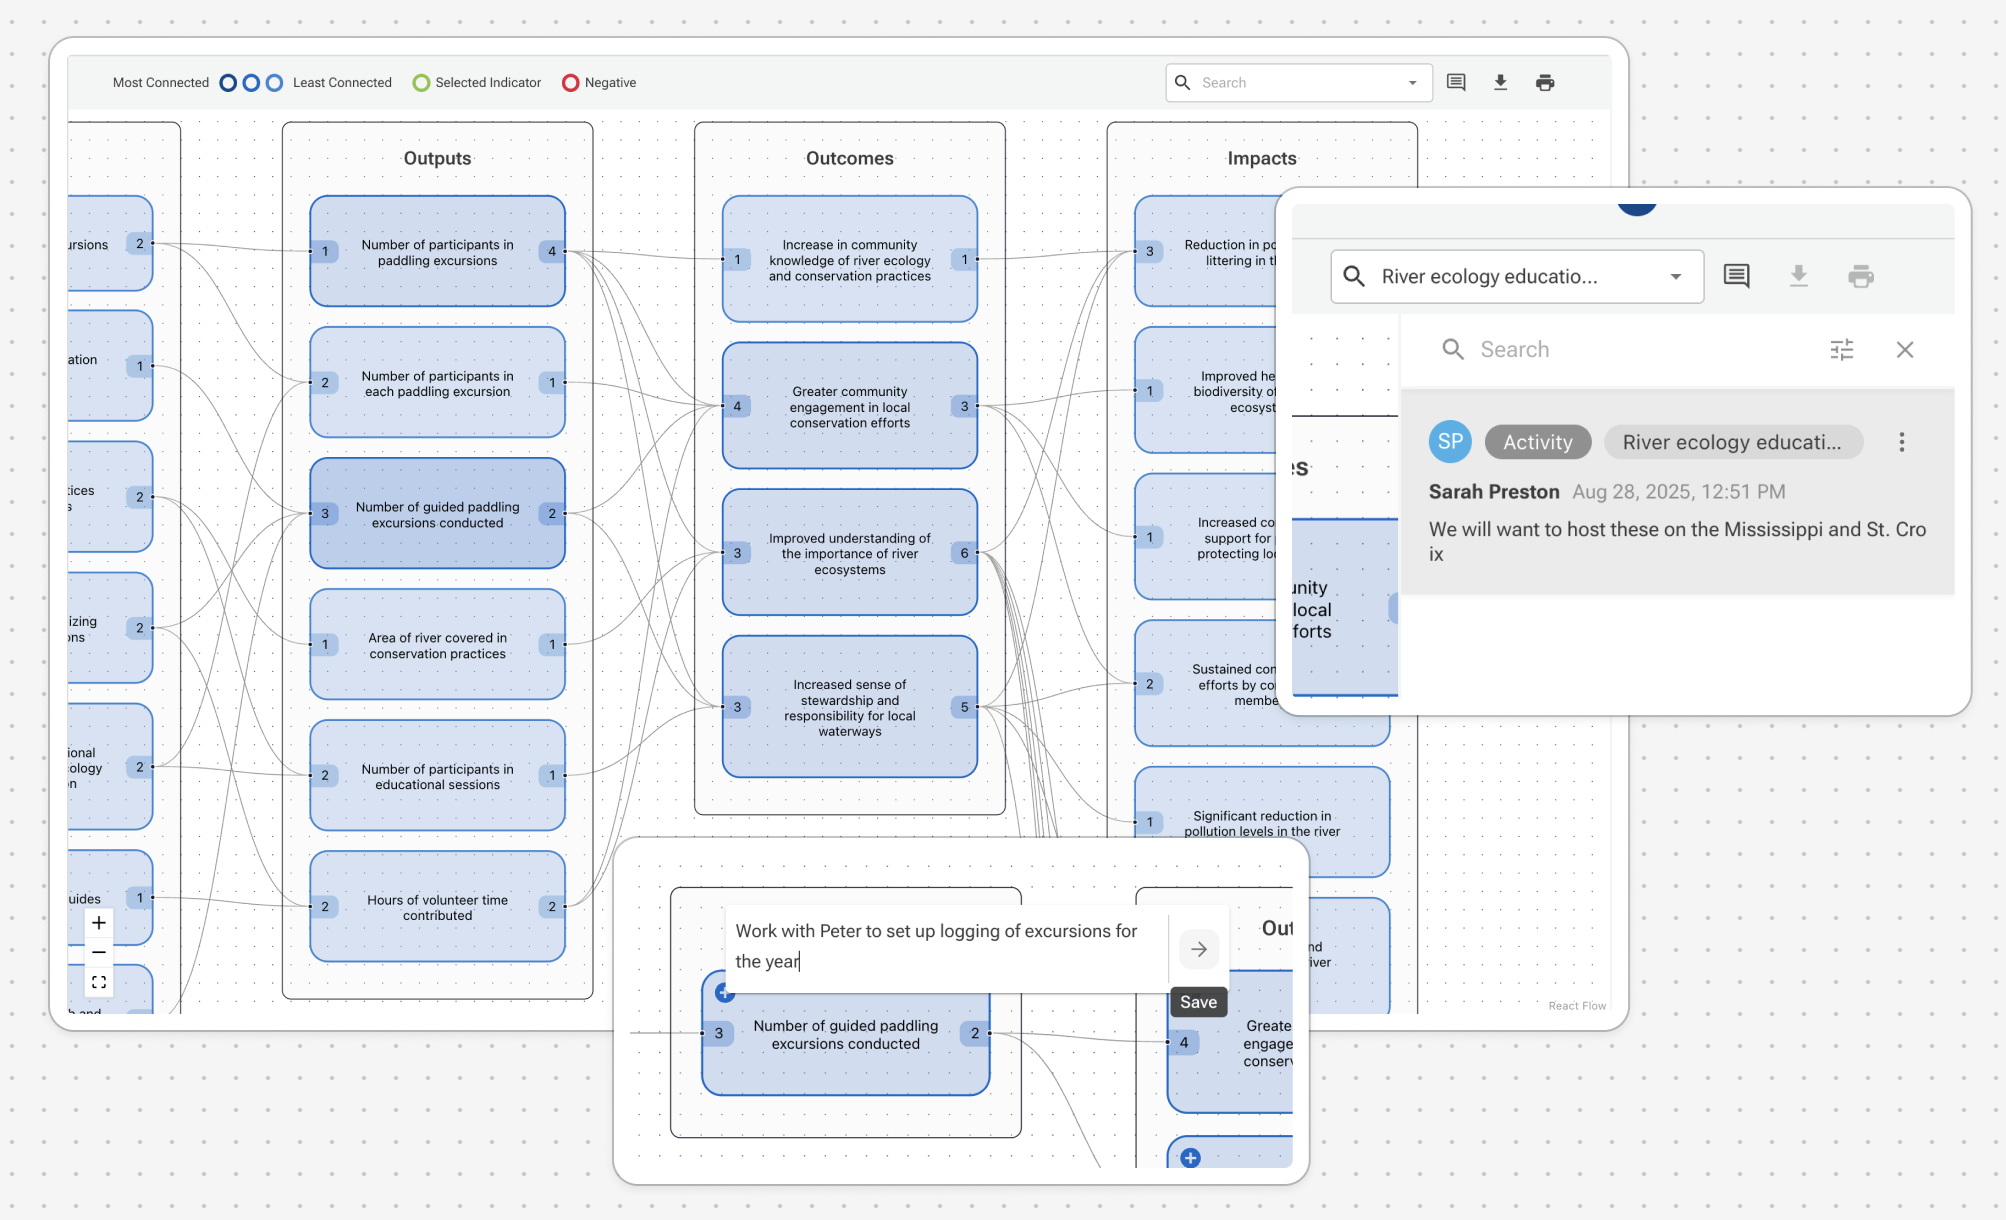 Most Connected
Least Connected
Selected Indicator
Negative
Search
ursions
2
ation
1
tices
s
2
izing
ons
2
ional
cology
n
2
uides
1
h and
Outputs
1
Number of participants in
paddling excursions
4
2
Number of participants in
each paddling excursion
1
3
Number of guided paddling
excursions conducted
2
1
Area of river covered in
conservation practices
1
2
Number of participants in
educational sessions
1
2
Hours of volunteer time
contributed
2
Outcomes
1
Increase in community
knowledge of river ecology
and conservation practices
1
4
Greater community
engagement in local
conservation efforts
3
3
Improved understanding of
the importance of river
ecosystems
6
3
Increased sense of
stewardship and
responsibility for local
waterways
5
Impacts
3
Reduction in po
littering in th
1
Improved he
biodiversity of
ecosyst
1
Increased co
support for
protecting loc
2
Sustained con
efforts by co
membe
1
Significant reduction in
pollution levels in the river
nd
iver
React Flow
River ecology educatio...
Search
es
unity
local
forts
SP
Activity
River ecology educati...
Sarah Preston Aug 28, 2025, 12:51 PM
We will want to host these on the Mississippi and St. Cro
ix
Work with Peter to set up logging of excursions for
the year
Save
3
Number of guided paddling
excursions conducted
2
Out
4
Greate
engage
conserv